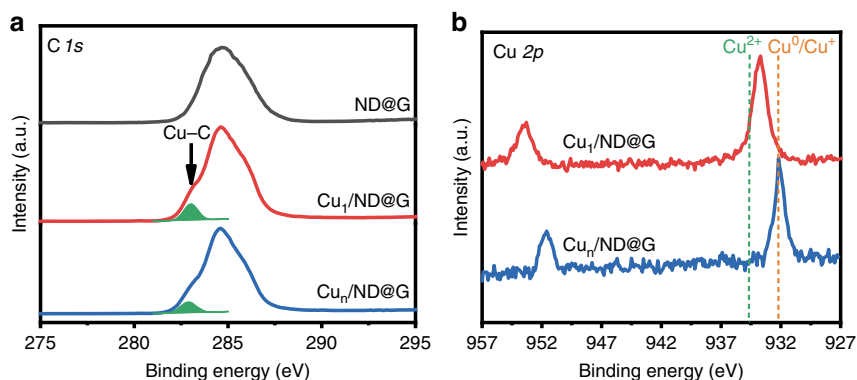 a
C 1s
ND@G
Cu–C
Cu₁/ND@G
Cuₙ/ND@G
Intensity (a.u.)
275 280 285 290 295
Binding energy (eV)
b
Cu 2p
Cu²⁺
Cu⁰/Cu⁺
Cu₁/ND@G
Cuₙ/ND@G
Intensity (a.u.)
957 952 947 942 937 932 927
Binding energy (eV)